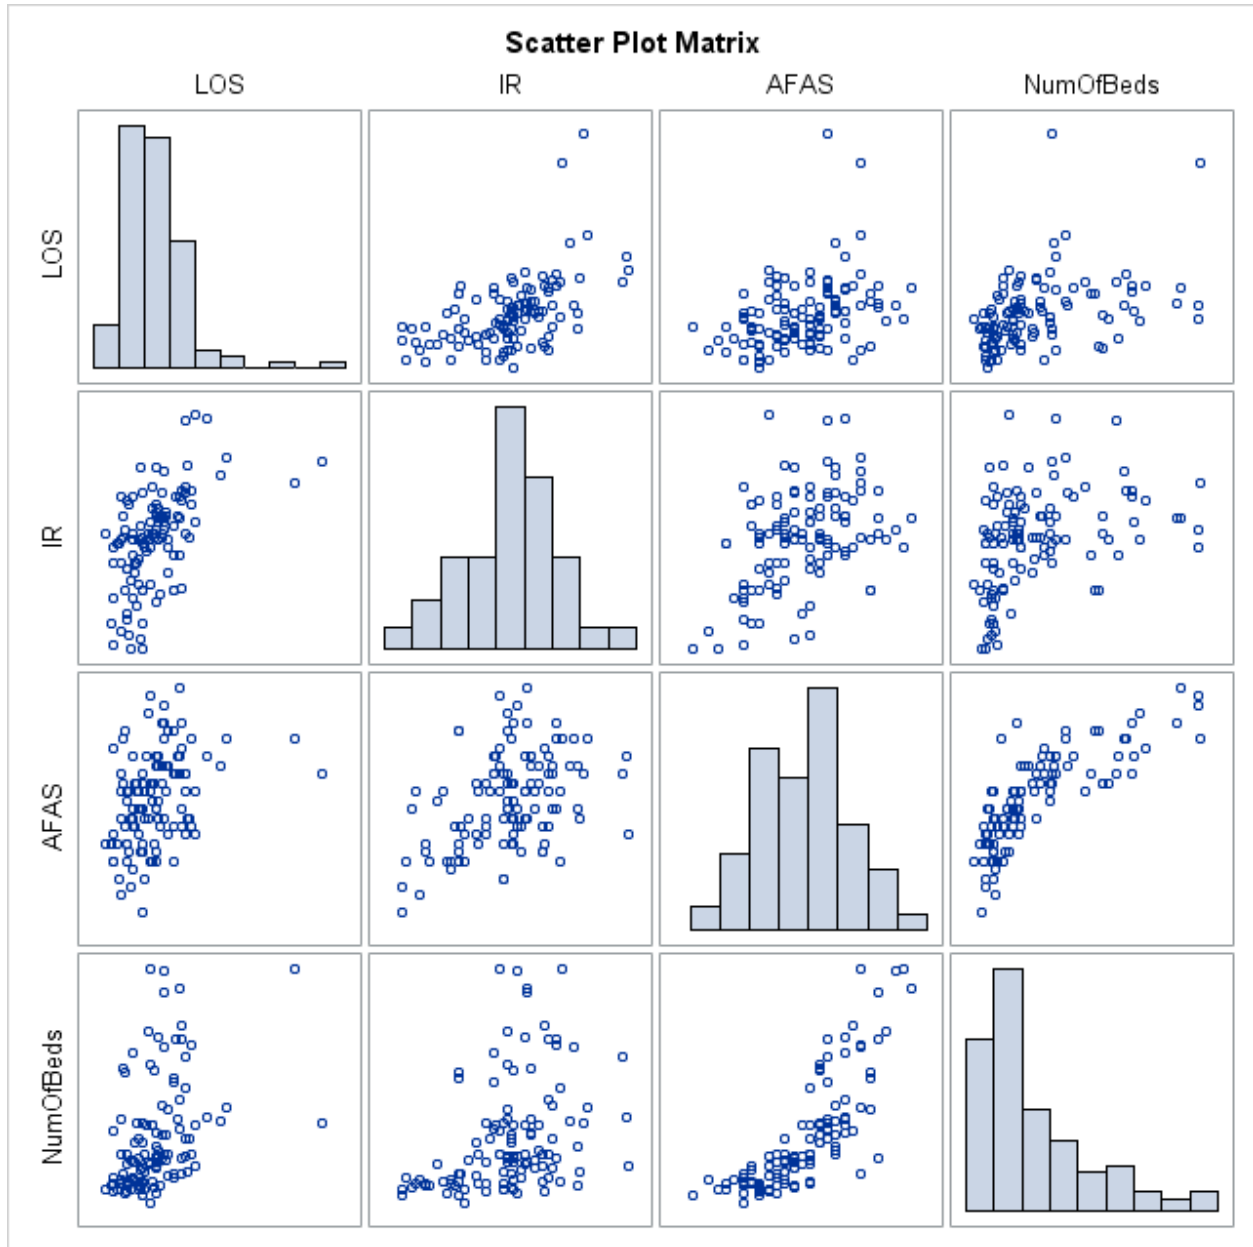 Scatter Plot Matrix
LOS IR AFAS NumOfBeds
LOS
IR
AFAS
NumOfBeds